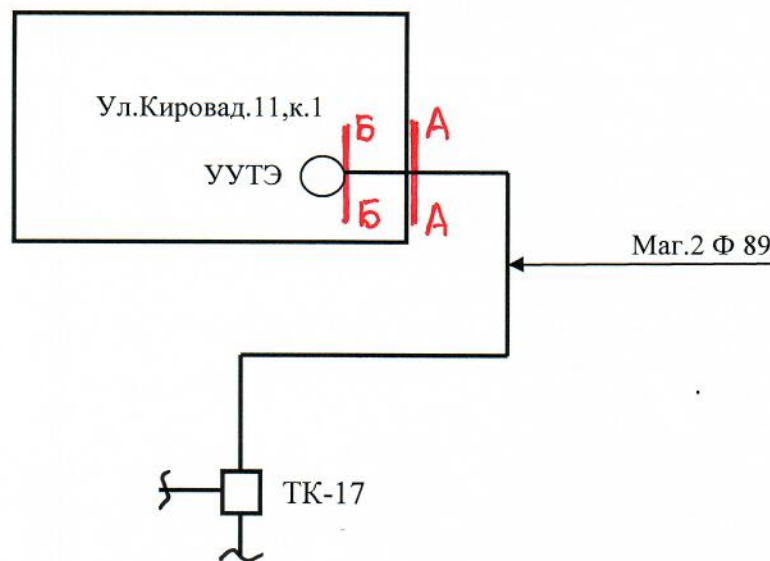 Ул.Кировад.11,к.1
Б
А
УУТЭ
Б
А
Маг.2 Ф 89
ТК-17